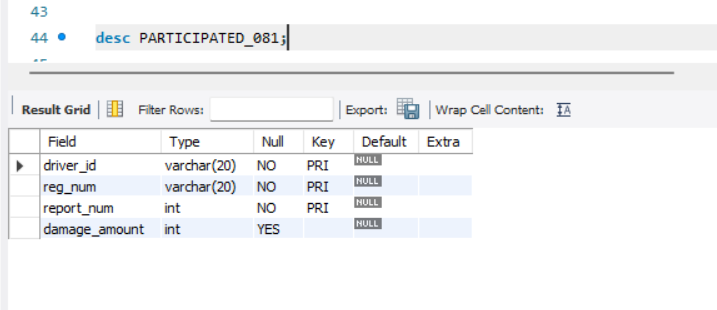 43
44 desc PARTICIPATED_081;
Result Grid Filter Rows: Export: Wrap Cell Content: IA
Field Type Null Key Default Extra
driver_id varchar(20) NO PRI NULL
reg_num varchar(20) NO PRI NULL
report_num int NO PRI NULL
damage_amount int YES NULL